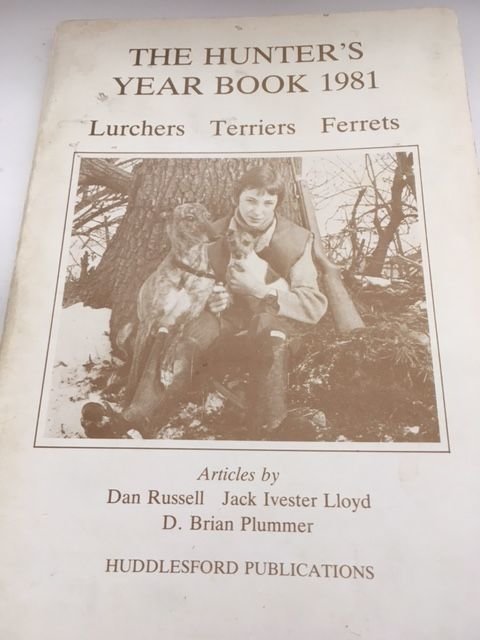 THE HUNTER'S
YEAR BOOK 1981
Lurchers Terriers Ferrets
Articles by
Dan Russell Jack Ivester Lloyd
D. Brian Plummer
HUDDLESFORD PUBLICATIONS